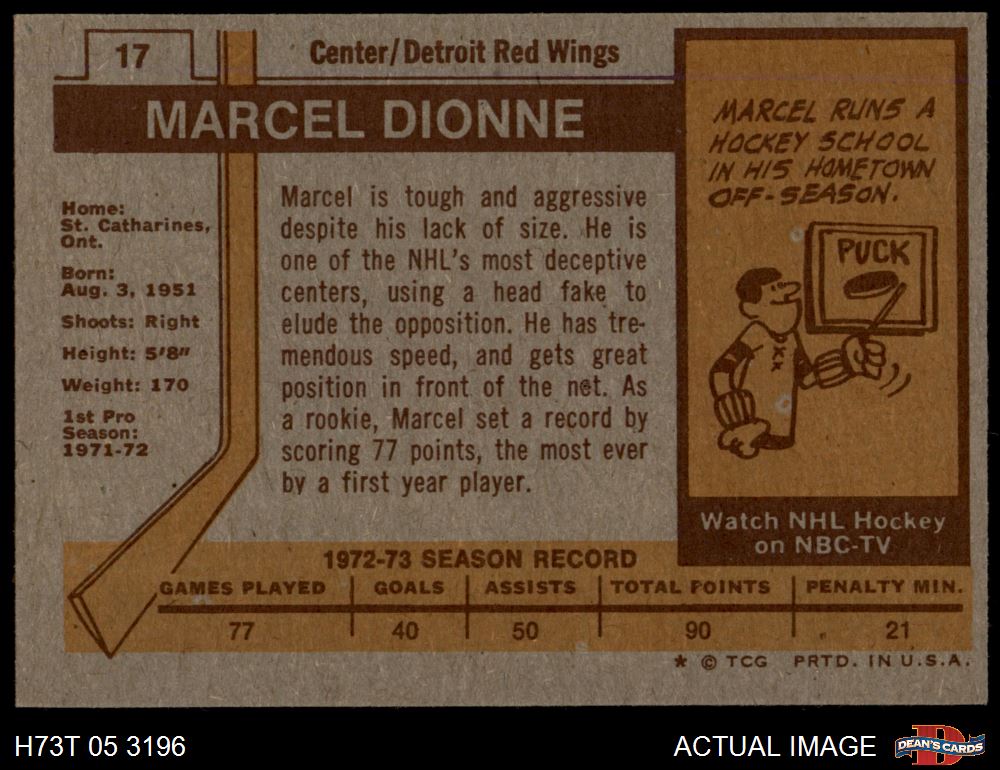 17
Center/Detroit Red Wings
MARCEL DIONNE
Home:
St. Catharines,
Ont.
Born:
Aug. 3, 1951
Shoots: Right
Height: 5'8"
Weight: 170
1st Pro
Season:
1971-72
Marcel is tough and aggressive
despite his lack of size. He is
one of the NHL's most deceptive
centers, using a head fake to
elude the opposition. He has tre-
mendous speed, and gets great
position in front of the net. As
a rookie, Marcel set a record by
scoring 77 points, the most ever
by a first year player.
MARCEL RUNS A
HOCKEY SCHOOL
IN HIS HOMETOWN
OFF-SEASON.
PUCK
Watch NHL Hockey
on NBC-TV
1972-73 SEASON RECORD
GAMES PLAYED GOALS ASSISTS TOTAL POINTS PENALTY MIN.
77 40 50 90 21
* © TCG PRTD. IN U.S.A.
H73T 05 3196
ACTUAL IMAGE
DEAN'S CARDS